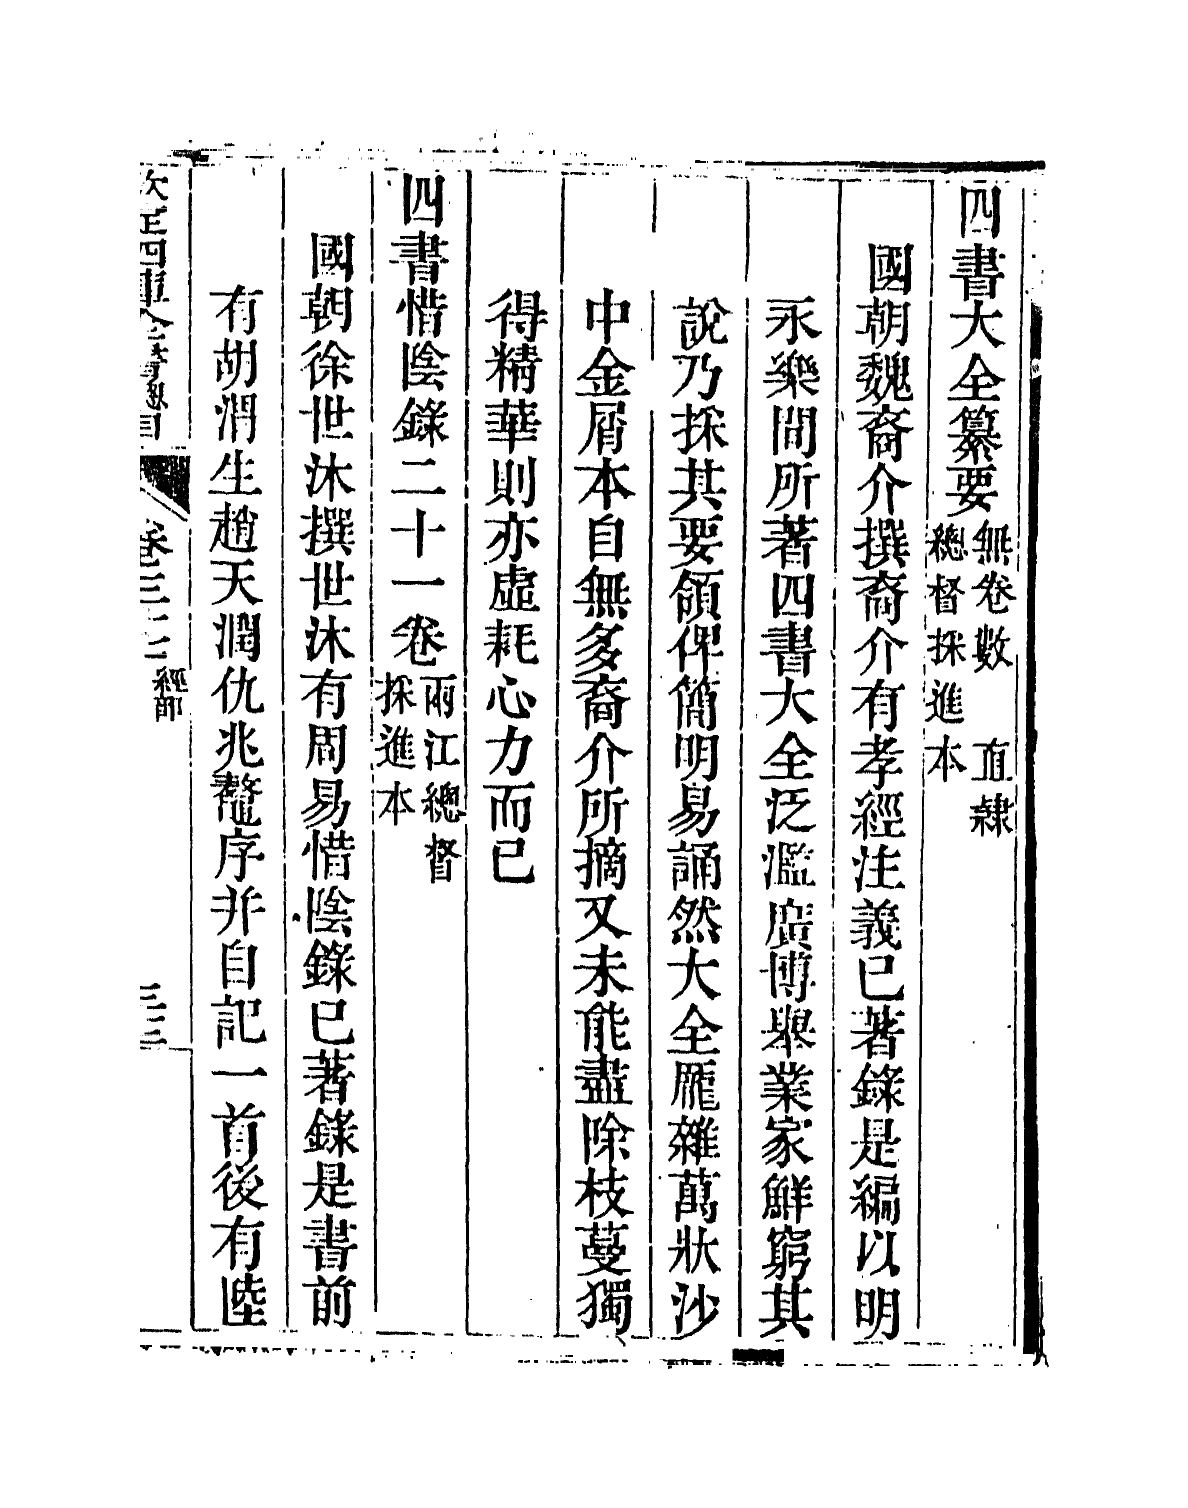 四書大全纂要無卷數 直隸總督採進本
國朝魏裔介撰裔介有孝經注義已著錄是編以明
永樂間所著四書大全泛濫廣博舉業家鮮窮其
說乃採其要領俾簡明易誦然大全龎雜萬狀沙
中金屑本自無多裔介所摘又未能盡除枝蔓獨
得精華則亦虛耗心力而已
四書惜陰錄二十一卷兩江總督採進本
國朝徐世沐撰世沐有周易惜陰錄已著錄是書前
有胡渭生趙天潤仇兆鼇序并自記一首後有陸
欽定四庫全書總目 卷三十七 經部 三三